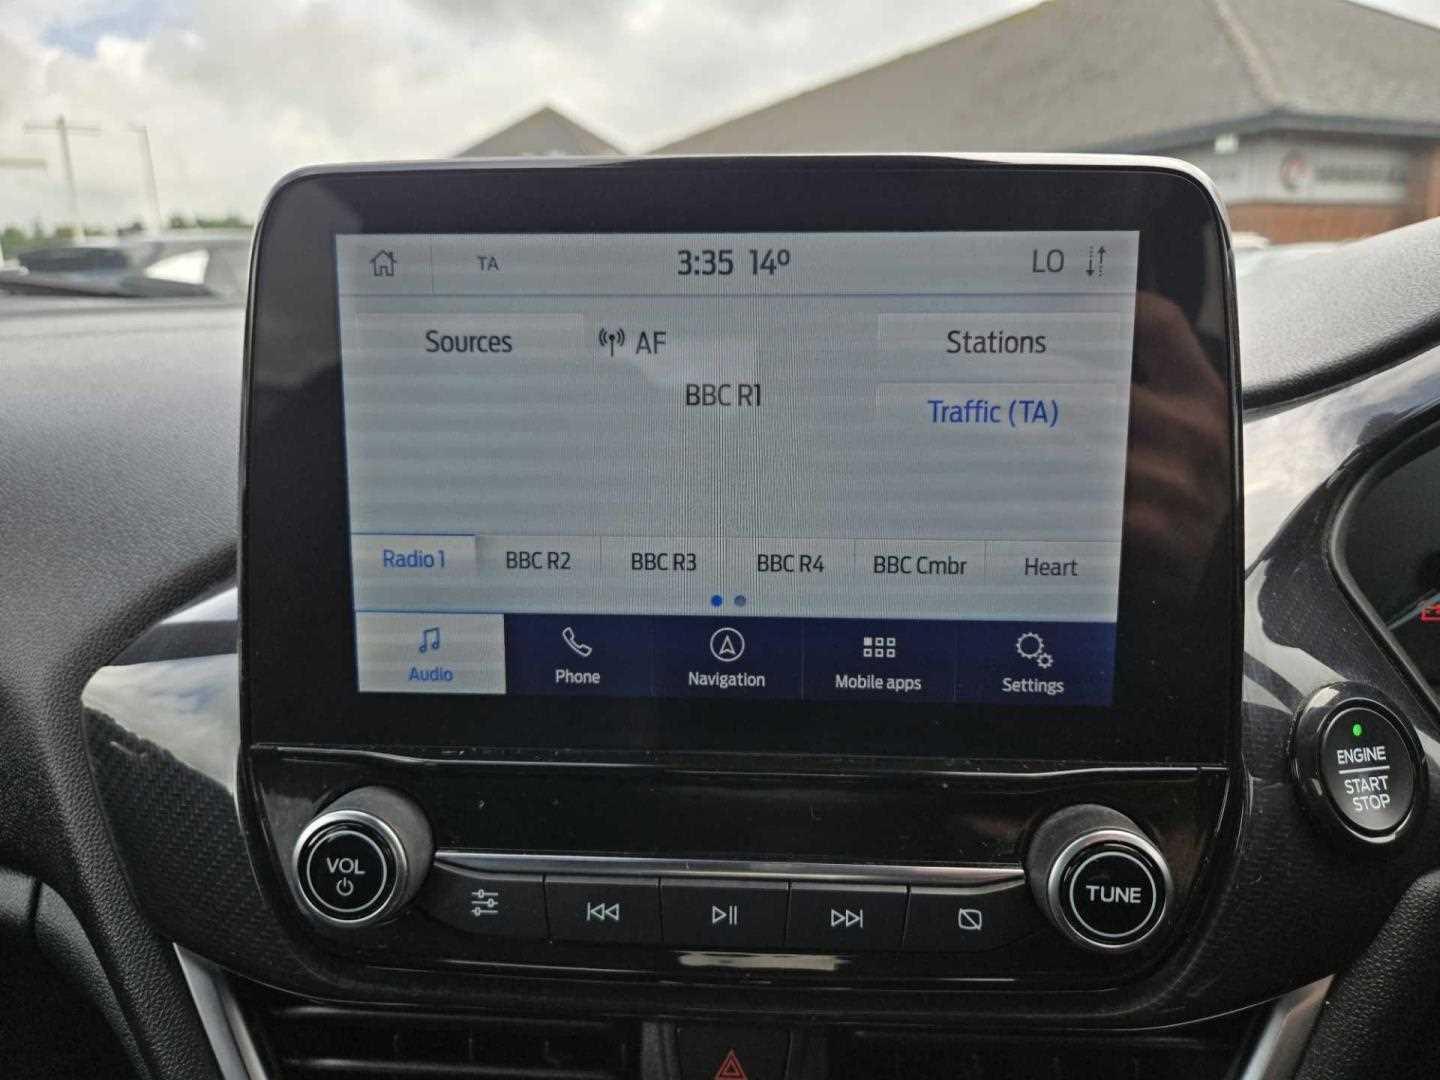 TA 3:35 14º LO
Sources AF Stations
BBC R1
Traffic (TA)
Radio 1 BBC R2 BBC R3 BBC R4 BBC Cmbr Heart
Audio Phone Navigation Mobile apps Settings
ENGINE
START
STOP
VOL
TUNE